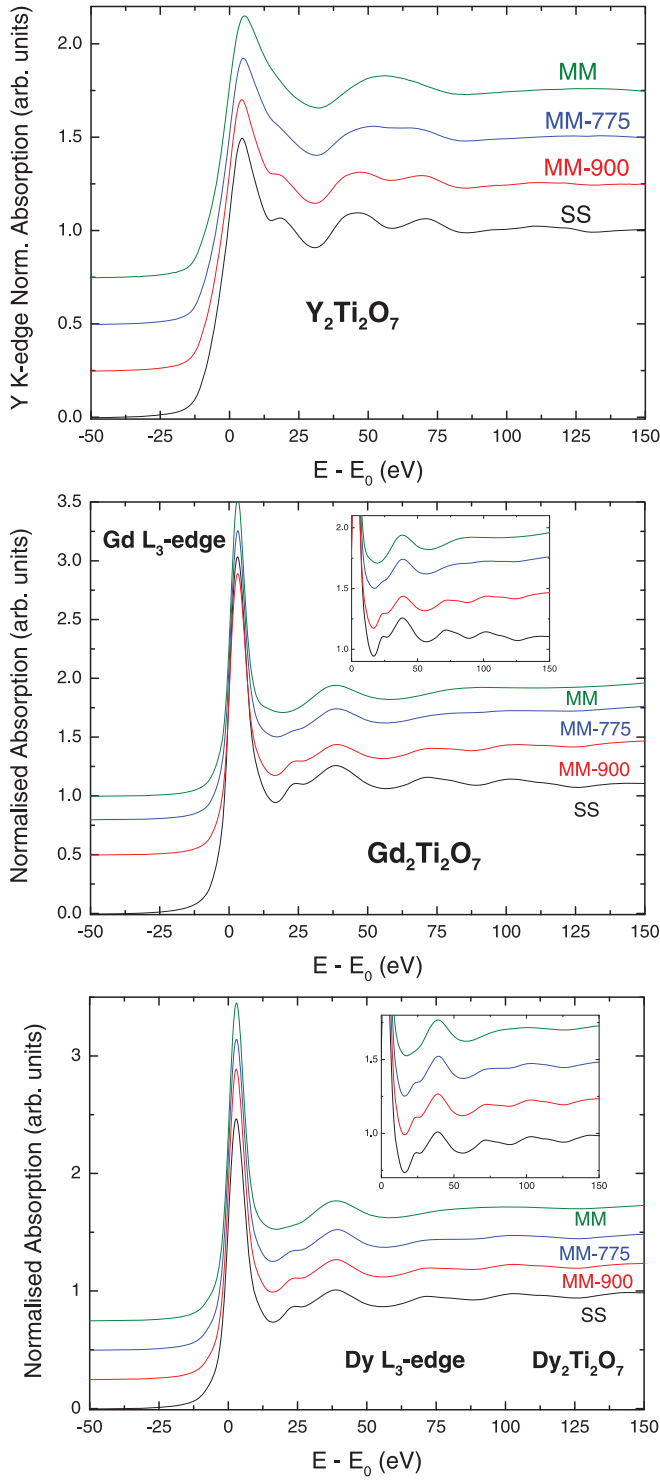 Y K-edge Norm. Absorption (arb. units)
2.0
1.5
1.0
0.5
0.0
MM
MM-775
MM-900
SS
Y2Ti2O7
-50 -25 0 25 50 75 100 125 150
E - E0 (eV)
Normalised Absorption (arb. units)
3.5
3.0
2.5
2.0
1.5
1.0
0.5
0.0
Gd L3-edge
2.0
1.5
1.0
0 25 50 75 100 125 150
MM
MM-775
MM-900
SS
Gd2Ti2O7
-50 -25 0 25 50 75 100 125 150
E - E0 (eV)
Normalised Absorption (arb. units)
3
2
1
0
1.5
1.0
0 25 50 75 100 125 150
MM
MM-775
MM-900
SS
Dy L3-edge Dy2Ti2O7
-50 -25 0 25 50 75 100 125 150
E - E0 (eV)